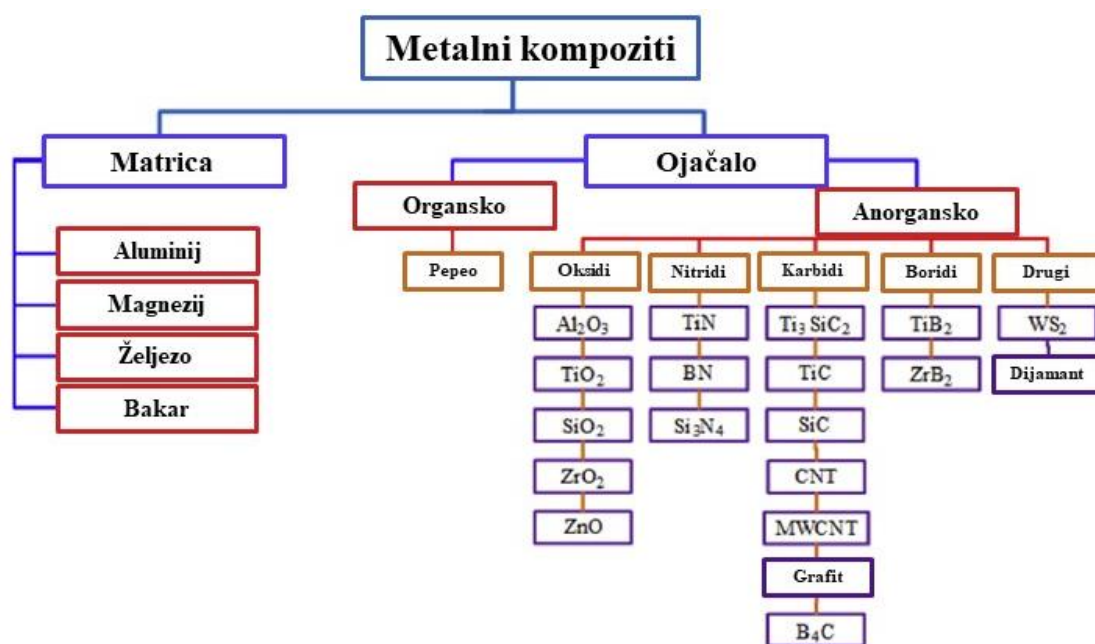 Metalni kompoziti
Matrica
Ojačalo
Aluminij
Magnezij
Željezo
Bakar
Organsko
Anorgansko
Pepeo
Oksidi
Nitridi
Karbidi
Boridi
Drugi
Al₂O₃
TiO₂
SiO₂
ZrO₂
ZnO
TiN
BN
Si₃N₄
Ti₃ SiC₂
TiC
SiC
CNT
MWCNT
Grafit
B₄C
TiB₂
ZrB₂
WS₂
Dijamant